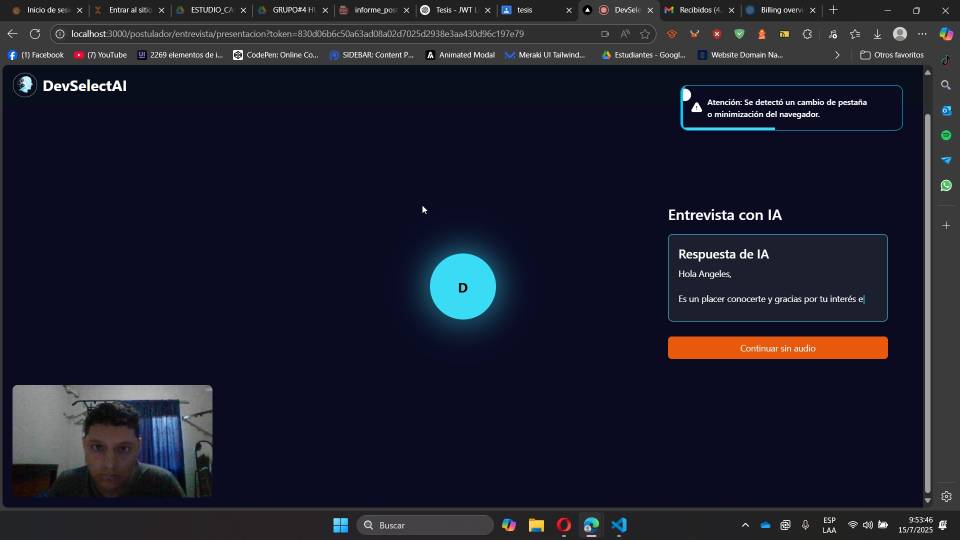 Inicio de ses
Entrar al sitio
ESTUDIO_CA
GRUPO#4 HU
informe_pos
Tesis - JWT L
tesis
DevSele
Recibidos (4.
Billing overvi
localhost:3000/postulador/entrevista/presentacion?token=830d06b6c50a63ad08a02d7025d2938e3aa430d96c197e79
(1) Facebook
(7) YouTube
2269 elementos de i...
CodePen: Online Co...
SIDEBAR: Content P...
Animated Modal
Meraki UI Tailwind...
Estudiantes - Googl...
Website Domain Na...
Otros favoritos
DevSelectAI
Atención: Se detectó un cambio de pestaña
o minimización del navegador.
Entrevista con IA
Respuesta de IA
Hola Angeles,
Es un placer conocerte y gracias por tu interés e
D
Continuar sin audio
Buscar
ESP
LAA
9:53:46
15/7/2025